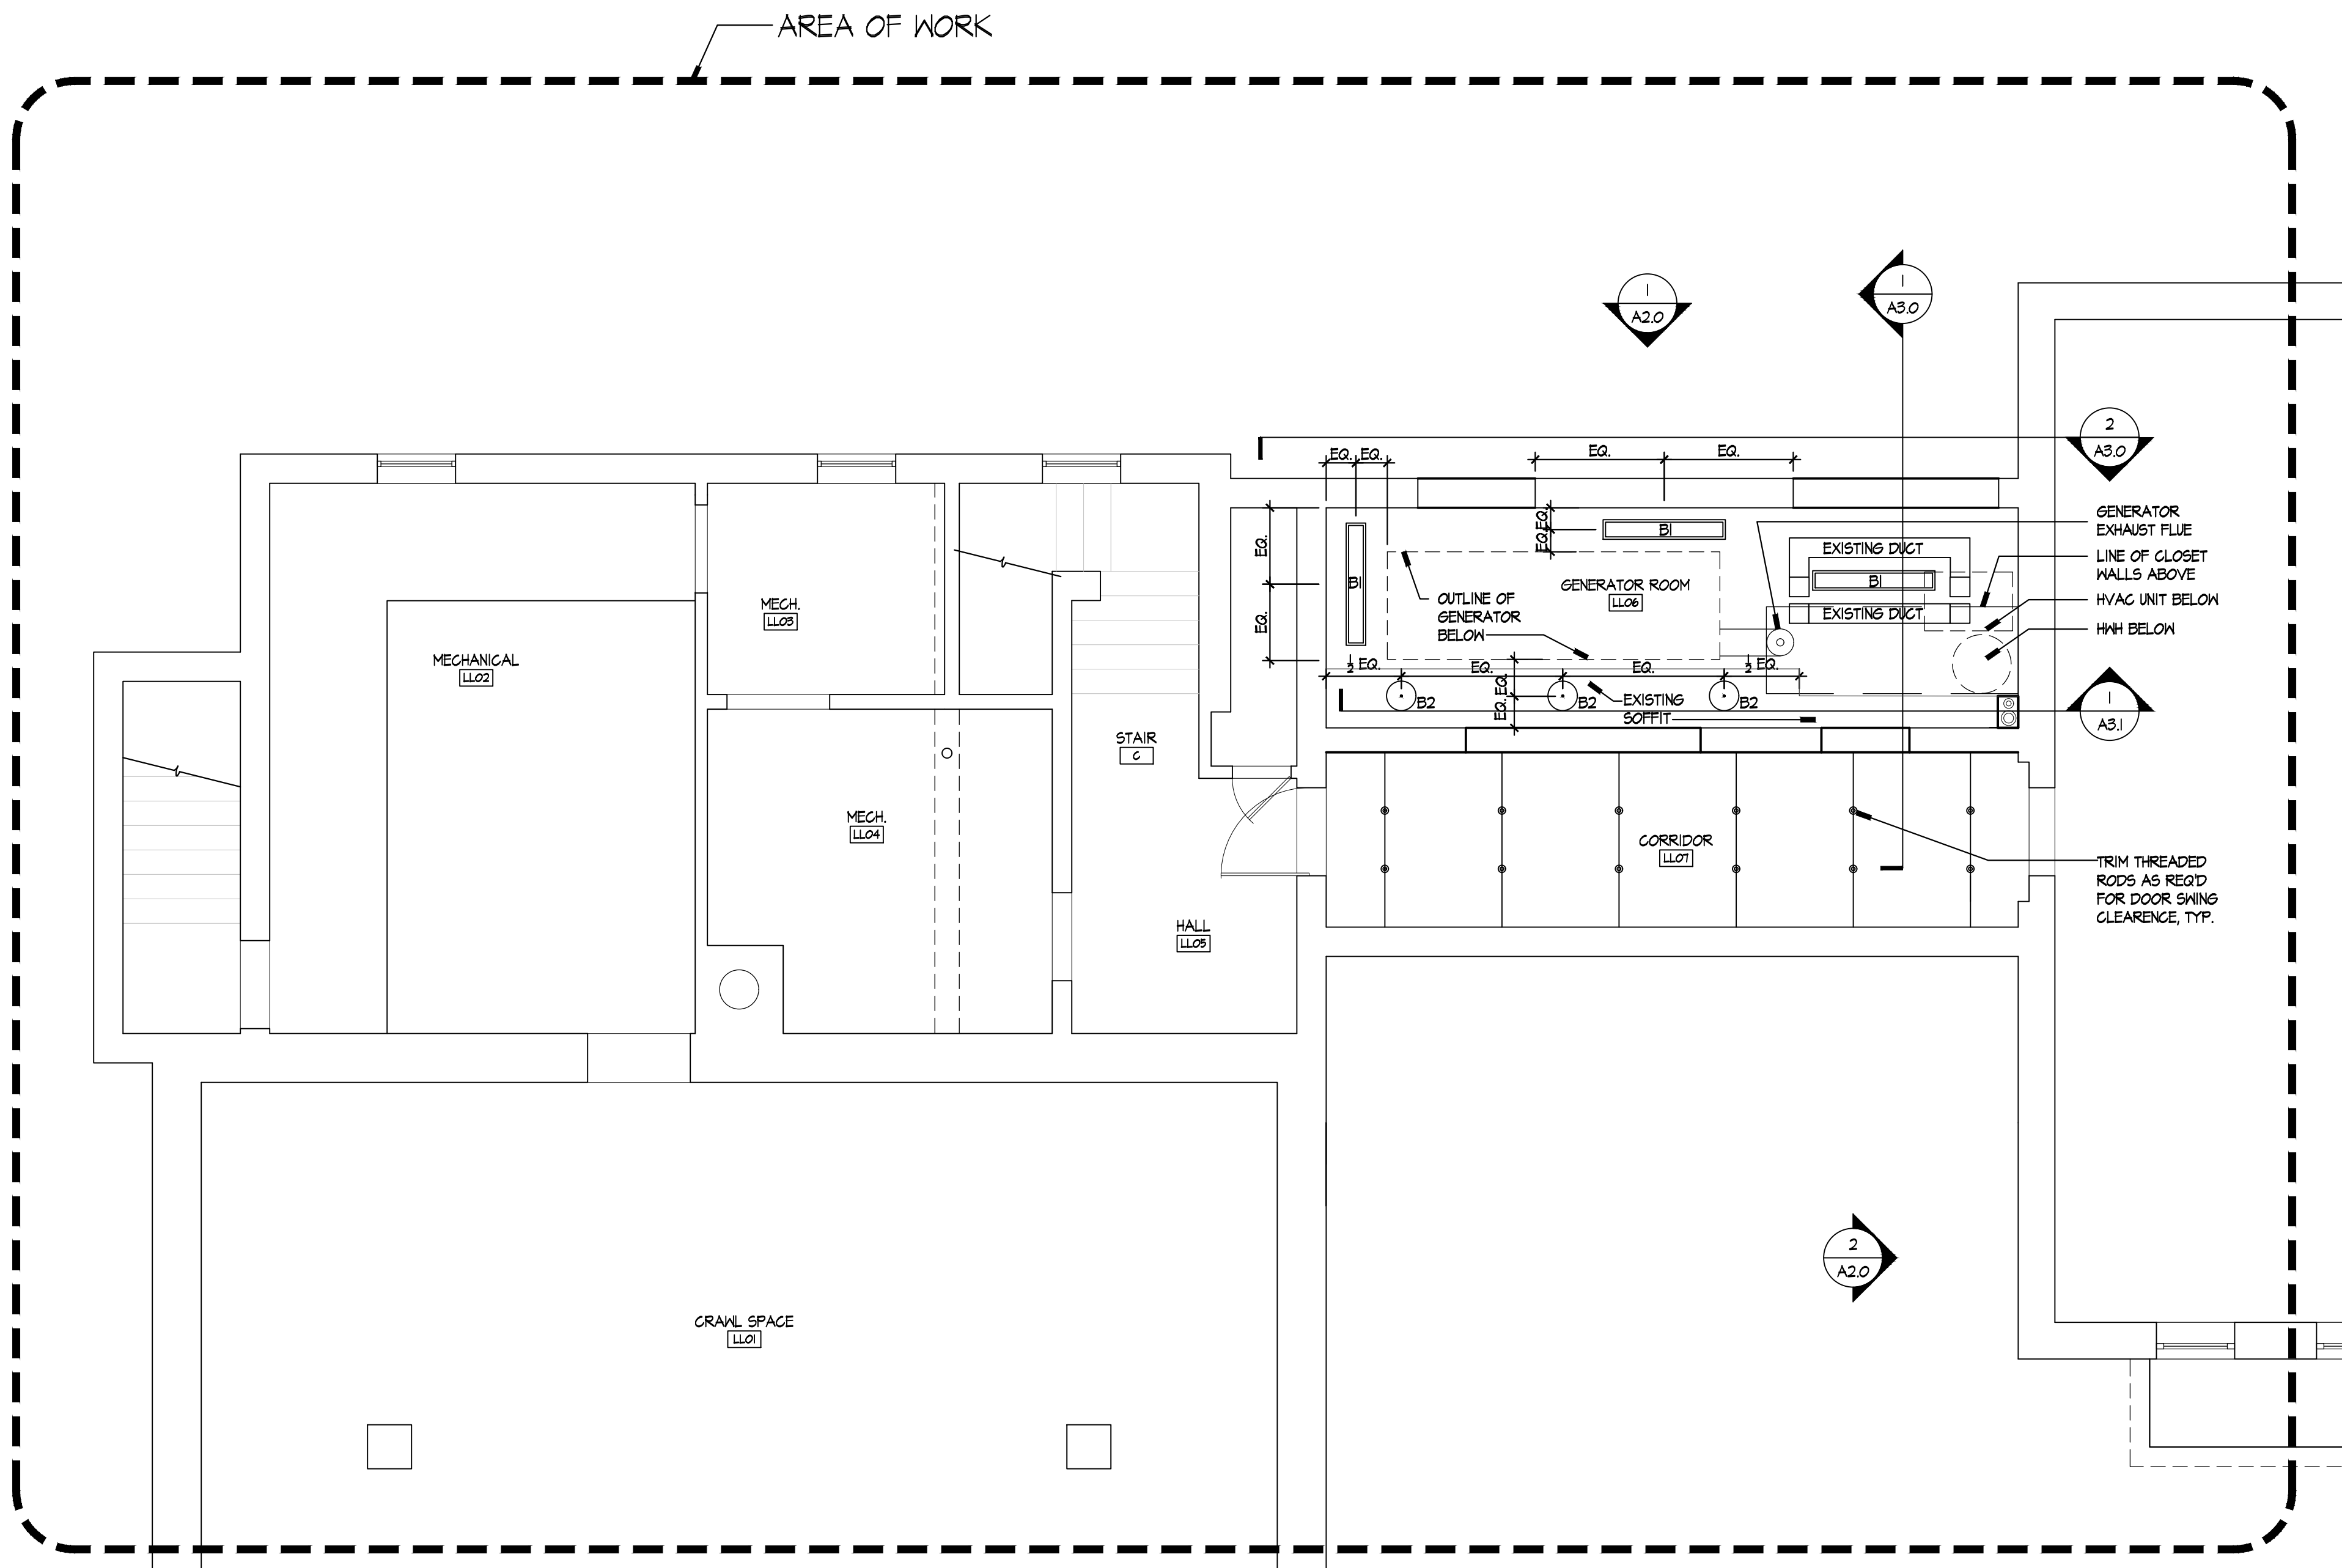 AREA OF WORK
1
A2.0
1
A3.0
2
A3.0
EQ.
EQ.
EQ.
EQ.
GENERATOR
EXHAUST FLUE
LINE OF CLOSET
WALLS ABOVE
HVAC UNIT BELOW
HWH BELOW
EQ.
EQ.
EQ.
EQ.
B1
B1
EXISTING DUCT
B1
EXISTING DUCT
GENERATOR ROOM
LL06
OUTLINE OF
GENERATOR
BELOW
1/2 EQ.
EQ.
EQ.
1/2 EQ.
EQ.
EQ.
B2
B2
B2
EXISTING
SOFFIT
1
A3.1
MECH.
LL03
MECHANICAL
LL02
STAIR
C
MECH.
LL04
CORRIDOR
LL07
TRIM THREADED
RODS AS REQ'D
FOR DOOR SWING
CLEARENCE, TYP.
HALL
LL05
2
A2.0
CRAWL SPACE
LL01